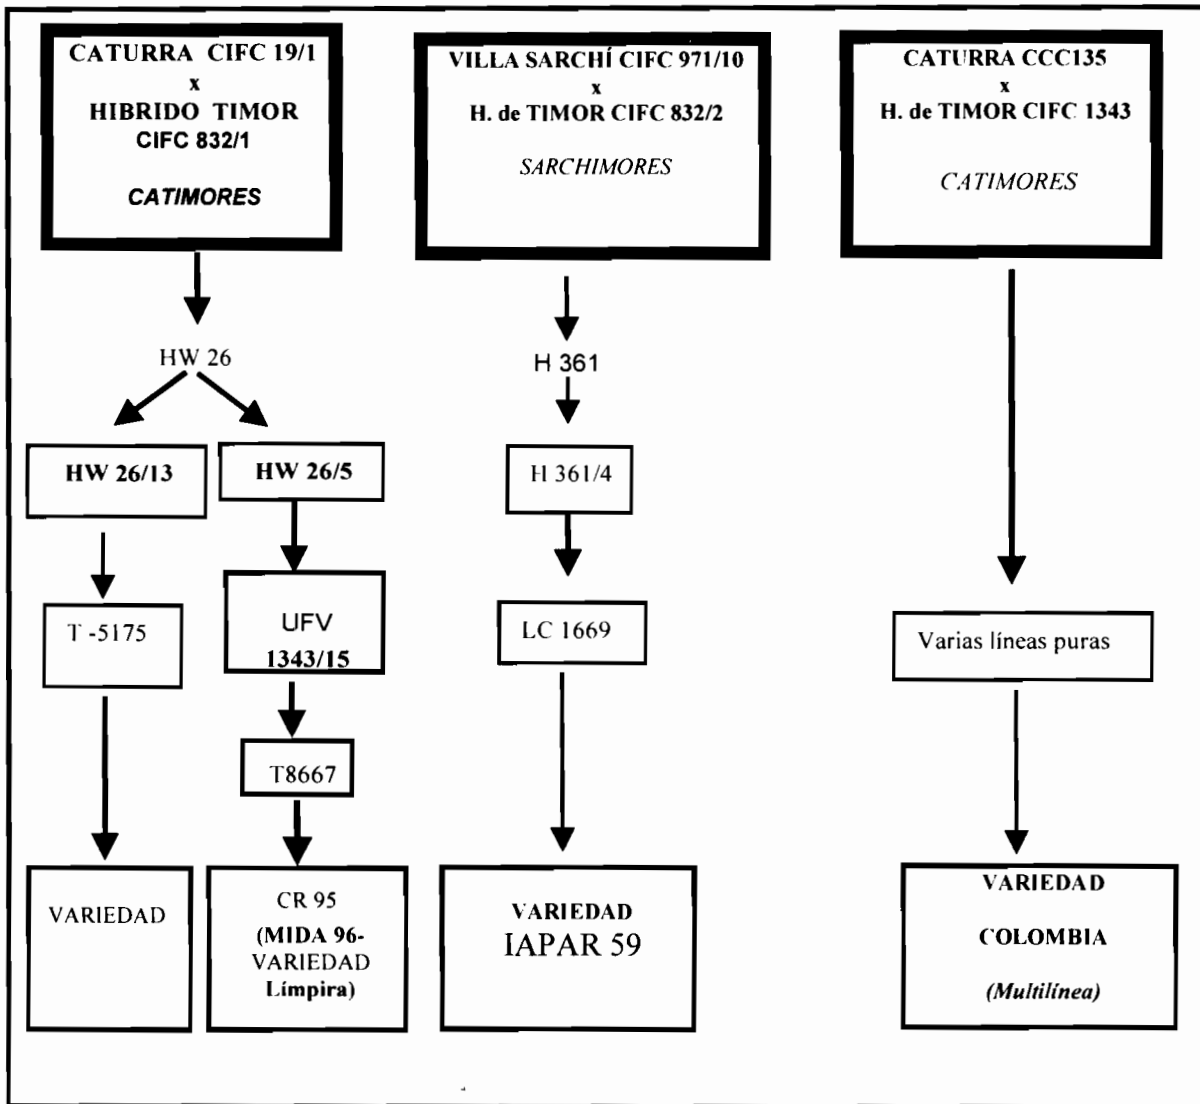 CATURRA CIFC 19/1
x
HIBRIDO TIMOR
CIFC 832/1
CATIMORES
VILLA SARCHÍ CIFC 971/10
x
H. de TIMOR CIFC 832/2
SARCHIMORES
CATURRA CCC135
x
H. de TIMOR CIFC 1343
CATIMORES
HW 26
H 361
HW 26/13
HW 26/5
H 361/4
T -5175
UFV
1343/15
LC 1669
Varias líneas puras
T8667
VARIEDAD
CR 95
(MIDA 96-
VARIEDAD
Límpira)
VARIEDAD
IAPAR 59
VARIEDAD
COLOMBIA
(Multilínea)